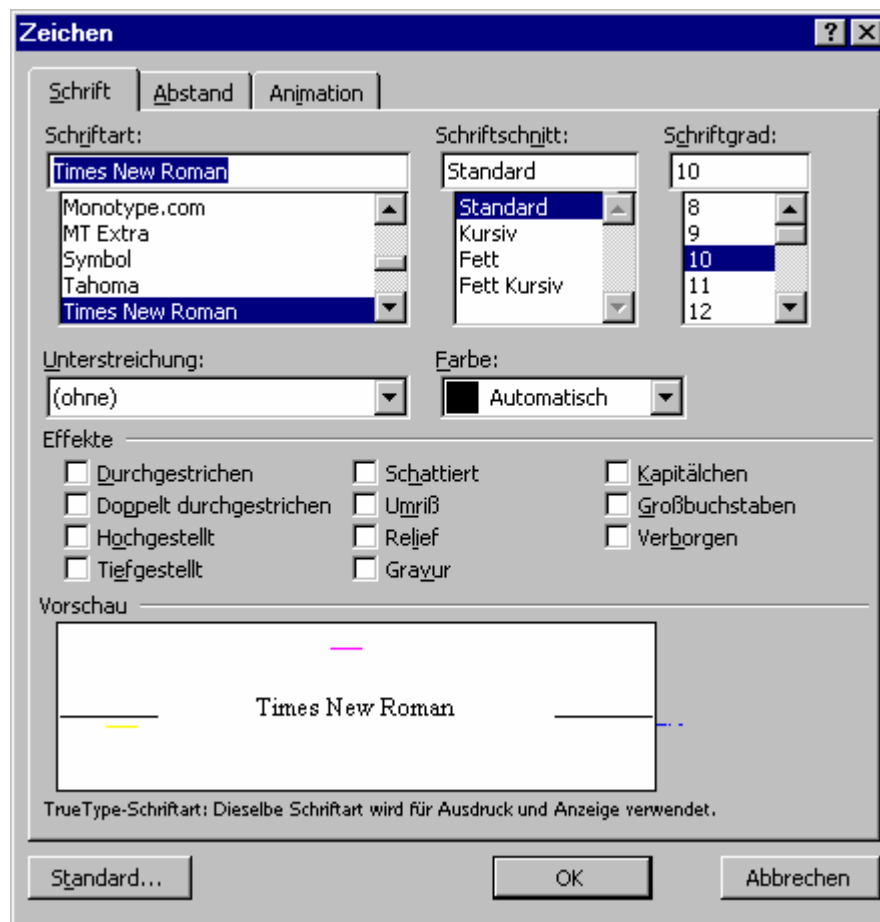 Zeichen
Schrift Abstand Animation
Schriftart: Schriftschnitt: Schriftgrad:
Times New Roman Standard 10
Monotype.com Standard 8
MT Extra Kursiv 9
Symbol Fett 10
Tahoma Fett Kursiv 11
Times New Roman 12
Unterstreichung: Farbe:
(ohne) Automatisch
Effekte
Durchgestrichen Schattiert Kapitälchen
Doppelt durchgestrichen Umriß Großbuchstaben
Hochgestellt Relief Verborgen
Tiefgestellt Gravur
Vorschau
Times New Roman
TrueType-Schriftart: Dieselbe Schriftart wird für Ausdruck und Anzeige verwendet.
Standard... OK Abbrechen